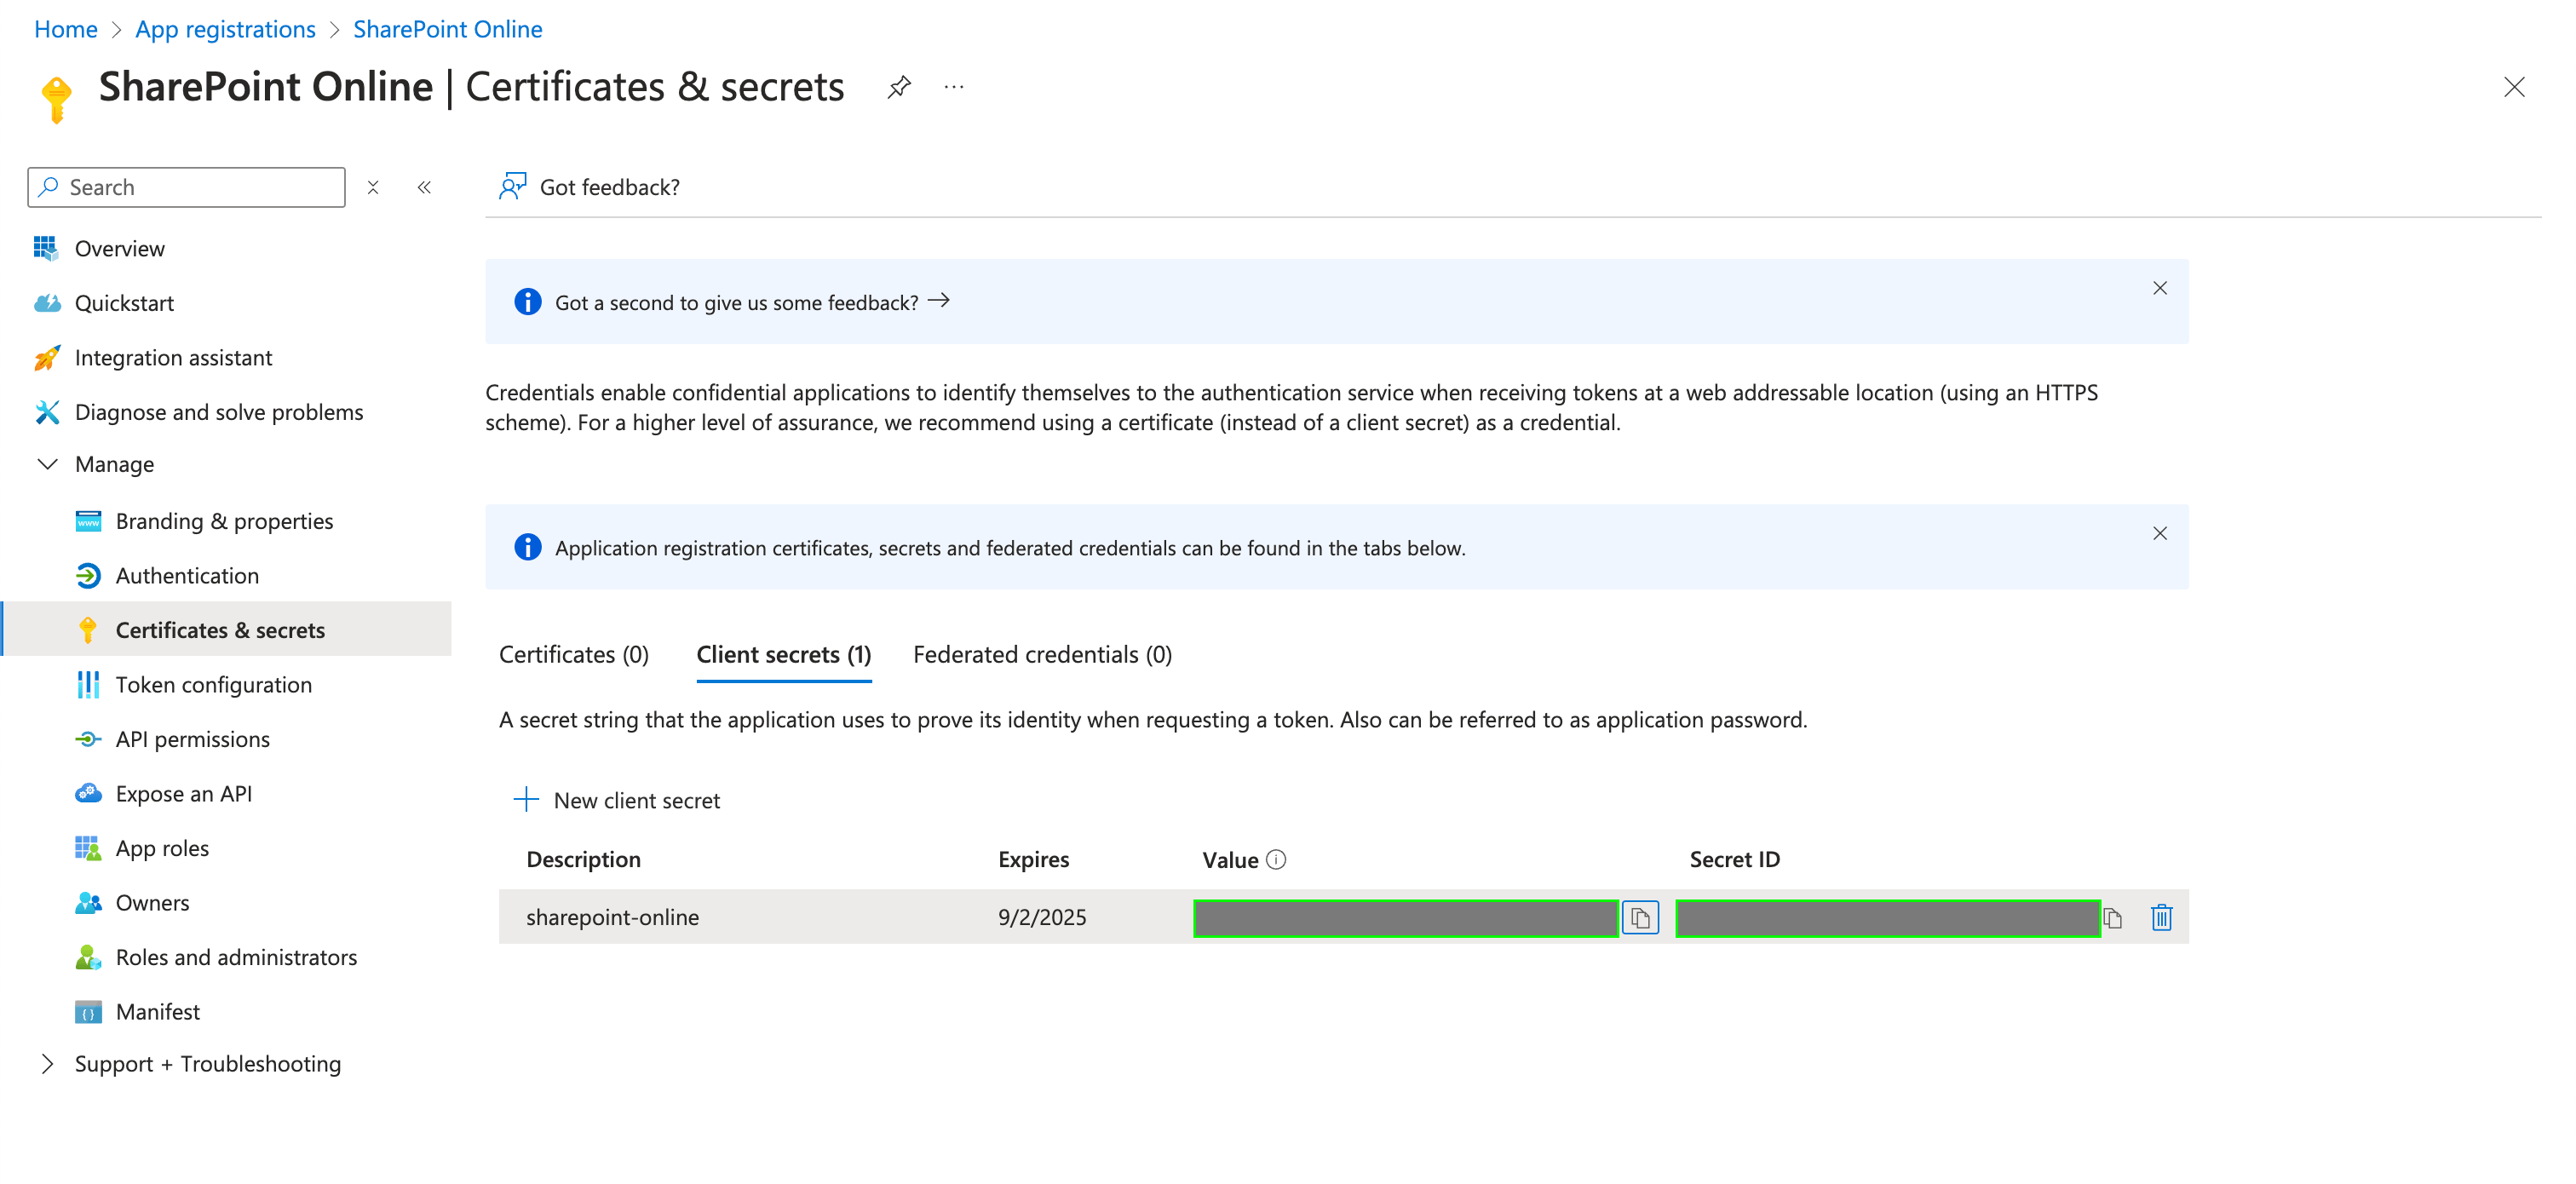 Home > App registrations > SharePoint Online
SharePoint Online | Certificates & secrets
Search
Overview
Quickstart
Integration assistant
Diagnose and solve problems
Manage
Branding & properties
Authentication
Certificates & secrets
Token configuration
API permissions
Expose an API
App roles
Owners
Roles and administrators
Manifest
Support + Troubleshooting
Got feedback?
Got a second to give us some feedback?
Credentials enable confidential applications to identify themselves to the authentication service when receiving tokens at a web addressable location (using an HTTPS
scheme). For a higher level of assurance, we recommend using a certificate (instead of a client secret) as a credential.
Application registration certificates, secrets and federated credentials can be found in the tabs below.
Certificates (0) Client secrets (1) Federated credentials (0)
A secret string that the application uses to prove its identity when requesting a token. Also can be referred to as application password.
New client secret
Description Expires Value Secret ID
sharepoint-online 9/2/2025